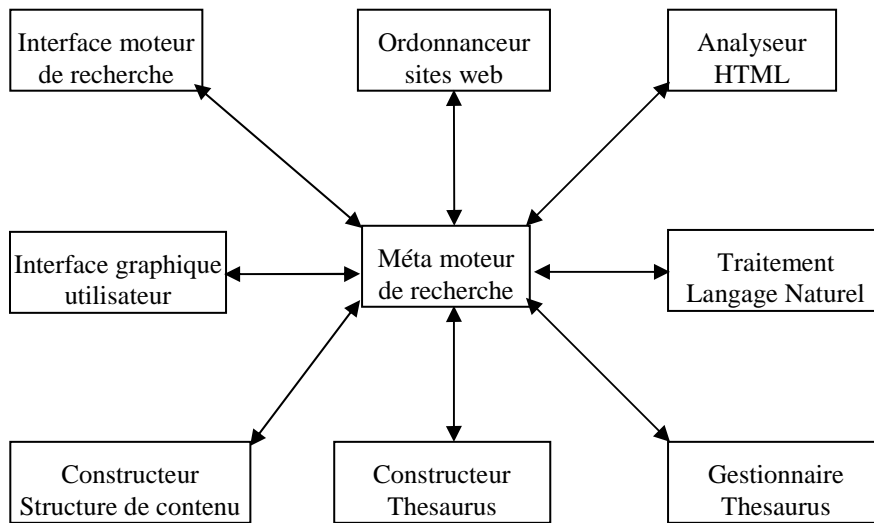 Interface moteur
de recherche
Ordonnanceur
sites web
Analyseur
HTML
Interface graphique
utilisateur
Méta moteur
de recherche
Traitement
Langage Naturel
Constructeur
Structure de contenu
Constructeur
Thesaurus
Gestionnaire
Thesaurus